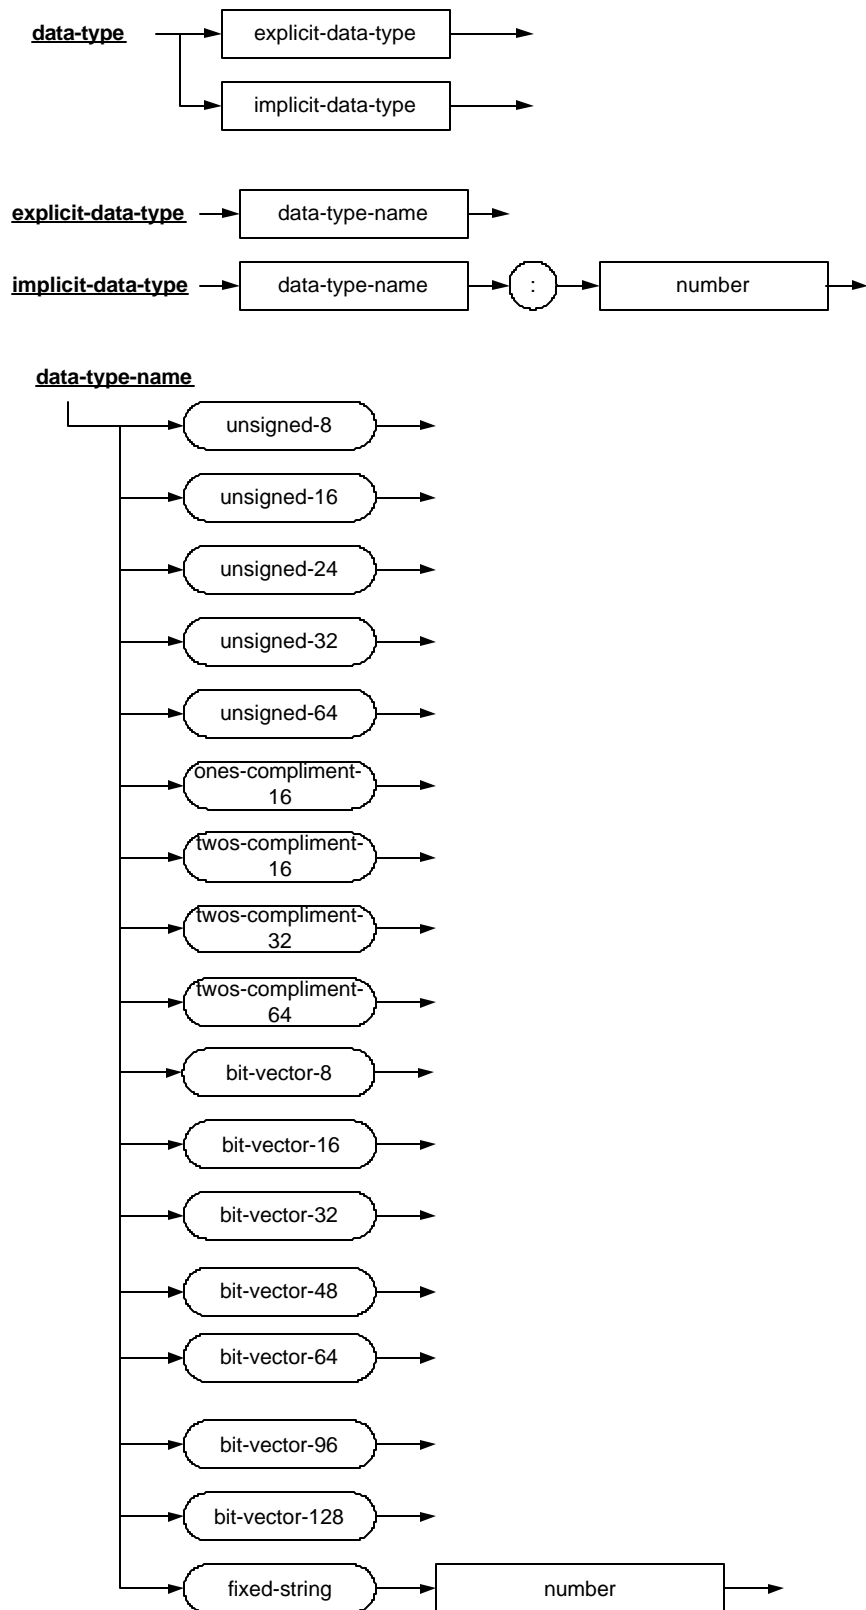 data-type
explicit-data-type
implicit-data-type
explicit-data-type
data-type-name
implicit-data-type
data-type-name
:
number
data-type-name
unsigned-8
unsigned-16
unsigned-24
unsigned-32
unsigned-64
ones-compliment-
16
twos-compliment-
16
twos-compliment-
32
twos-compliment-
64
bit-vector-8
bit-vector-16
bit-vector-32
bit-vector-48
bit-vector-64
bit-vector-96
bit-vector-128
fixed-string
number